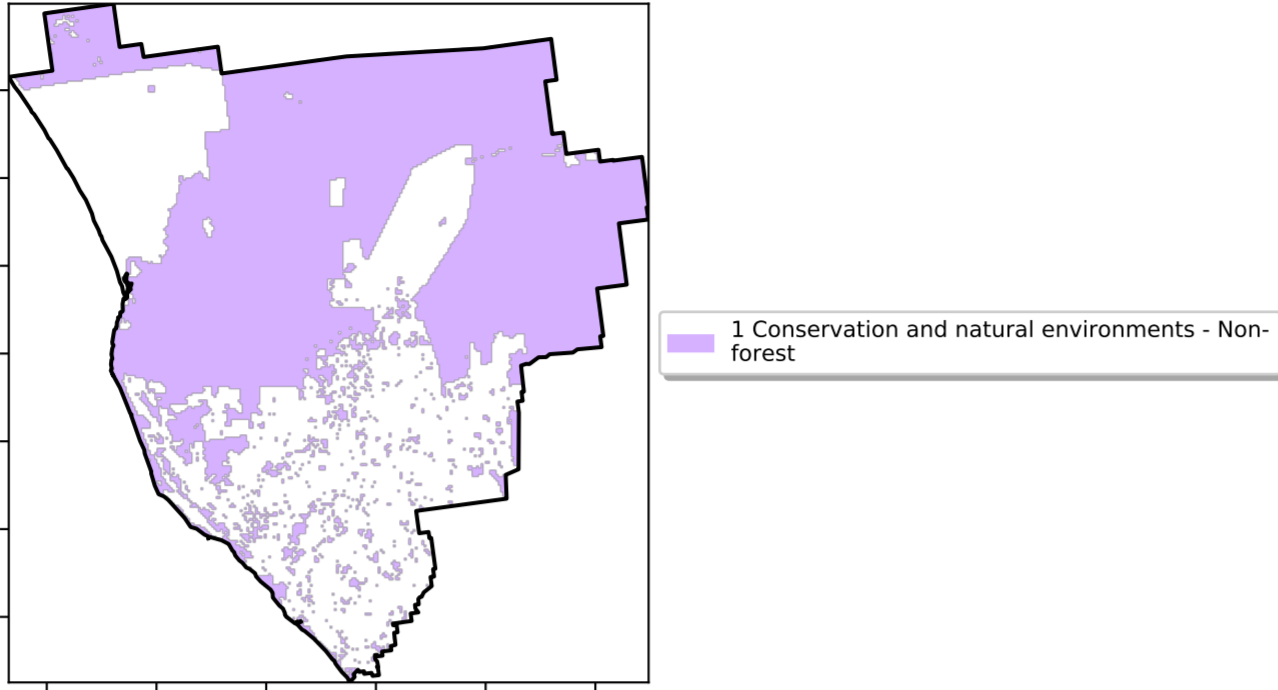 1 Conservation and natural environments - Non-
forest